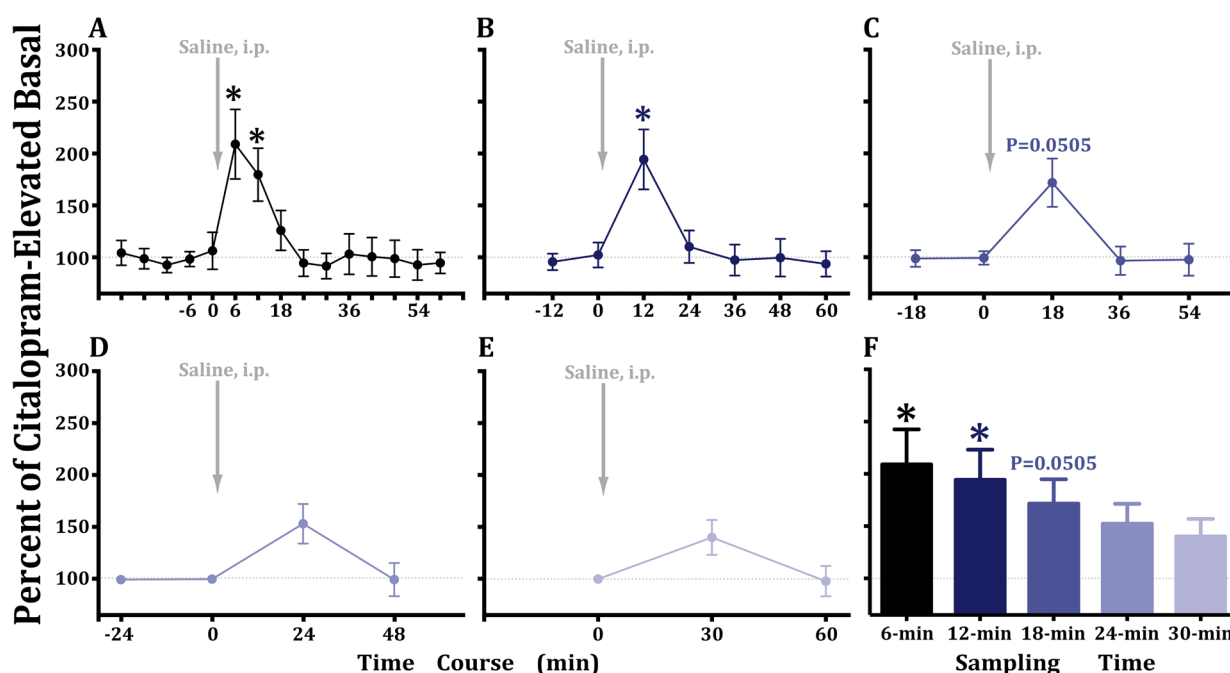 Percent of Citalopram-Elevated Basal
A
Saline, i.p.
300
250
200
150
100
*
*
-6 0 6 18 36 54
B
Saline, i.p.
*
-12 0 12 24 36 48 60
C
Saline, i.p.
P=0.0505
-18 0 18 36 54
D
Saline, i.p.
300
250
200
150
100
-24 0 24 48
E
Saline, i.p.
0 30 60
F
*
*
P=0.0505
6-min 12-min 18-min 24-min 30-min
Time Course (min)
Sampling Time